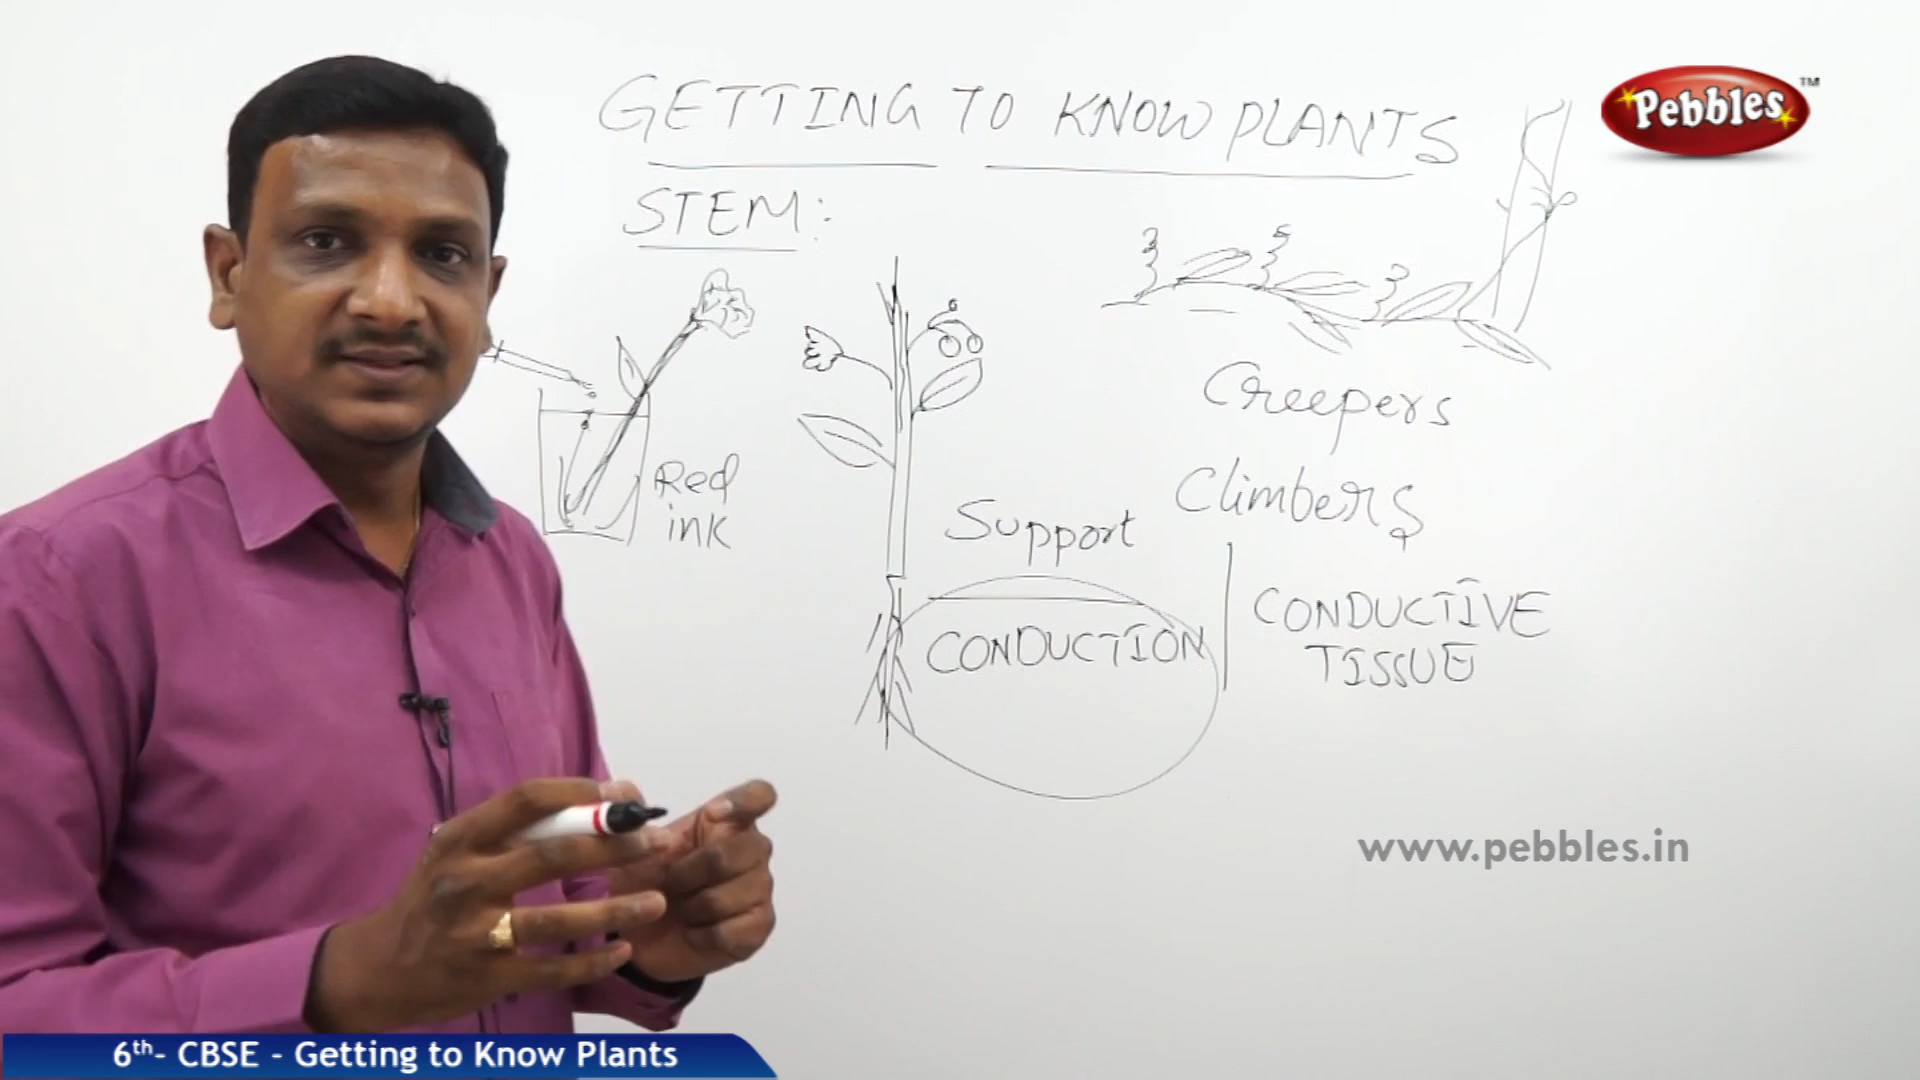 GETTING TO KNOW PLANTS
Pebbles™
STEM:
Red
ink
Creepers
Climbers
Support
CONDUCTION
CONDUCTIVE
TISSUE
www.pebbles.in
6th- CBSE - Getting to Know Plants